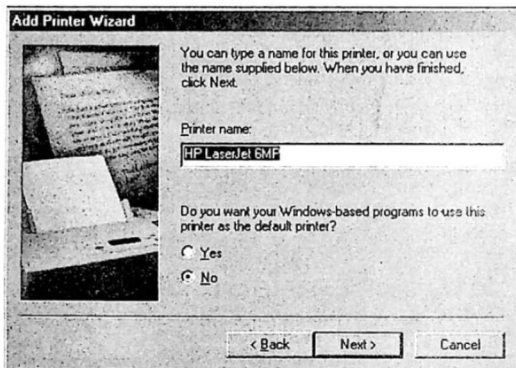 Add Printer Wizard
You can type a name for this printer, or you can use
the name supplied below. When you have finished,
click Next.
Printer name:
HP LaserJet 6MP
Do you want your Windows-based programs to use this
printer as the default printer?
Yes
No
< Back
Next >
Cancel